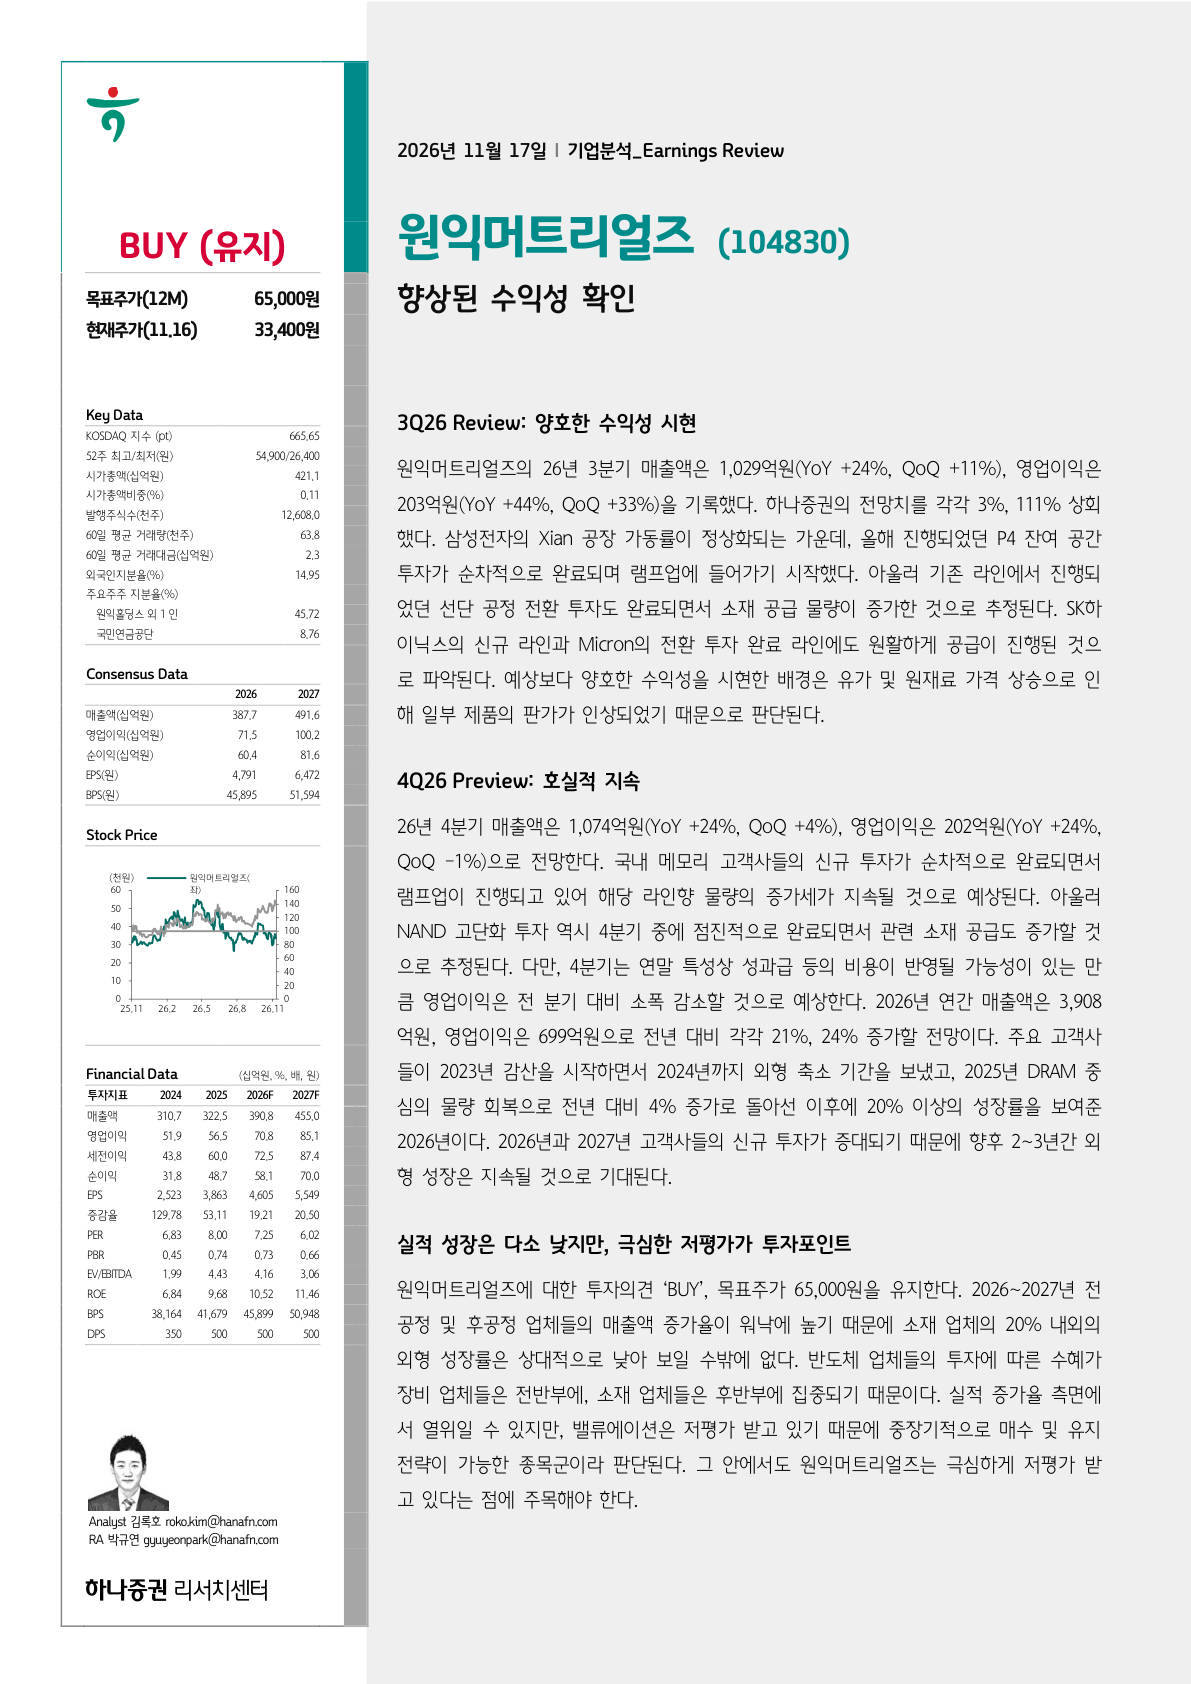 2026년 11월 17일 | 기업분석_Earnings Review
BUY (유지)
목표주가(12M) 65,000원
현재주가(11.16) 33,400원
Key Data
KOSDAQ 지수 (pt) 665.65
52주 최고/최저(원) 54,900/26,400
시가총액(십억원) 421.1
시가총액비중(%) 0.11
발행주식수(천주) 12,608.0
60일 평균 거래량(천주) 63.8
60일 평균 거래대금(십억원) 2.3
외국인지분율(%) 14.95
주요주주 지분율(%)
원익홀딩스 외 1 인 45.72
국민연금공단 8.76
Consensus Data
2026 2027
매출액(십억원) 387.7 491.6
영업이익(십억원) 71.5 100.2
순이익(십억원) 60.4 81.6
EPS(원) 4,791 6,472
BPS(원) 45,895 51,594
Stock Price
(천원) 원익머트리얼즈(
좌)
60 160
50 140
40 120
30 100
20 80
10 60
0 40
20
0
25.11 26.2 26.5 26.8 26.11
Financial Data (십억원, %, 배, 원)
투자지표 2024 2025 2026F 2027F
매출액 310.7 322.5 390.8 455.0
영업이익 51.9 56.5 70.8 85.1
세전이익 43.8 60.0 72.5 87.4
순이익 31.8 48.7 58.1 70.0
EPS 2,523 3,863 4,605 5,549
증감율 129.78 53.11 19.21 20.50
PER 6.83 8.00 7.25 6.02
PBR 0.45 0.74 0.73 0.66
EV/EBITDA 1.99 4.43 4.16 3.06
ROE 6.84 9.68 10.52 11.46
BPS 38,164 41,679 45,899 50,948
DPS 350 500 500 500
Analyst 김록호 roko.kim@hanafn.com
RA 박규연 gyuyeonpark@hanafn.com
하나증권 리서치센터
원익머트리얼즈 (104830)
향상된 수익성 확인
3Q26 Review: 양호한 수익성 시현
원익머트리얼즈의 26년 3분기 매출액은 1,029억원(YoY +24%, QoQ +11%), 영업이익은
203억원(YoY +44%, QoQ +33%)을 기록했다. 하나증권의 전망치를 각각 3%, 111% 상회
했다. 삼성전자의 Xian 공장 가동률이 정상화되는 가운데, 올해 진행되었던 P4 잔여 공간
투자가 순차적으로 완료되며 램프업에 들어가기 시작했다. 아울러 기존 라인에서 진행되
었던 선단 공정 전환 투자도 완료되면서 소재 공급 물량이 증가한 것으로 추정된다. SK하
이닉스의 신규 라인과 Micron의 전환 투자 완료 라인에도 원활하게 공급이 진행된 것으
로 파악된다. 예상보다 양호한 수익성을 시현한 배경은 유가 및 원재료 가격 상승으로 인
해 일부 제품의 판가가 인상되었기 때문으로 판단된다.
4Q26 Preview: 호실적 지속
26년 4분기 매출액은 1,074억원(YoY +24%, QoQ +4%), 영업이익은 202억원(YoY +24%,
QoQ -1%)으로 전망한다. 국내 메모리 고객사들의 신규 투자가 순차적으로 완료되면서
램프업이 진행되고 있어 해당 라인향 물량의 증가세가 지속될 것으로 예상된다. 아울러
NAND 고단화 투자 역시 4분기 중에 점진적으로 완료되면서 관련 소재 공급도 증가할 것
으로 추정된다. 다만, 4분기는 연말 특성상 성과급 등의 비용이 반영될 가능성이 있는 만
큼 영업이익은 전 분기 대비 소폭 감소할 것으로 예상한다. 2026년 연간 매출액은 3,908
억원, 영업이익은 699억원으로 전년 대비 각각 21%, 24% 증가할 전망이다. 주요 고객사
들이 2023년 감산을 시작하면서 2024년까지 외형 축소 기간을 보냈고, 2025년 DRAM 중
심의 물량 회복으로 전년 대비 4% 증가로 돌아선 이후에 20% 이상의 성장률을 보여준
2026년이다. 2026년과 2027년 고객사들의 신규 투자가 증대되기 때문에 향후 2~3년간 외
형 성장은 지속될 것으로 기대된다.
실적 성장은 다소 낮지만, 극심한 저평가가 투자포인트
원익머트리얼즈에 대한 투자의견 ‘BUY’, 목표주가 65,000원을 유지한다. 2026~2027년 전
공정 및 후공정 업체들의 매출액 증가율이 워낙에 높기 때문에 소재 업체의 20% 내외의
외형 성장률은 상대적으로 낮아 보일 수밖에 없다. 반도체 업체들의 투자에 따른 수혜가
장비 업체들은 전반부에, 소재 업체들은 후반부에 집중되기 때문이다. 실적 증가율 측면에
서 열위일 수 있지만, 밸류에이션은 저평가 받고 있기 때문에 중장기적으로 매수 및 유지
전략이 가능한 종목군이라 판단된다. 그 안에서도 원익머트리얼즈는 극심하게 저평가 받
고 있다는 점에 주목해야 한다.